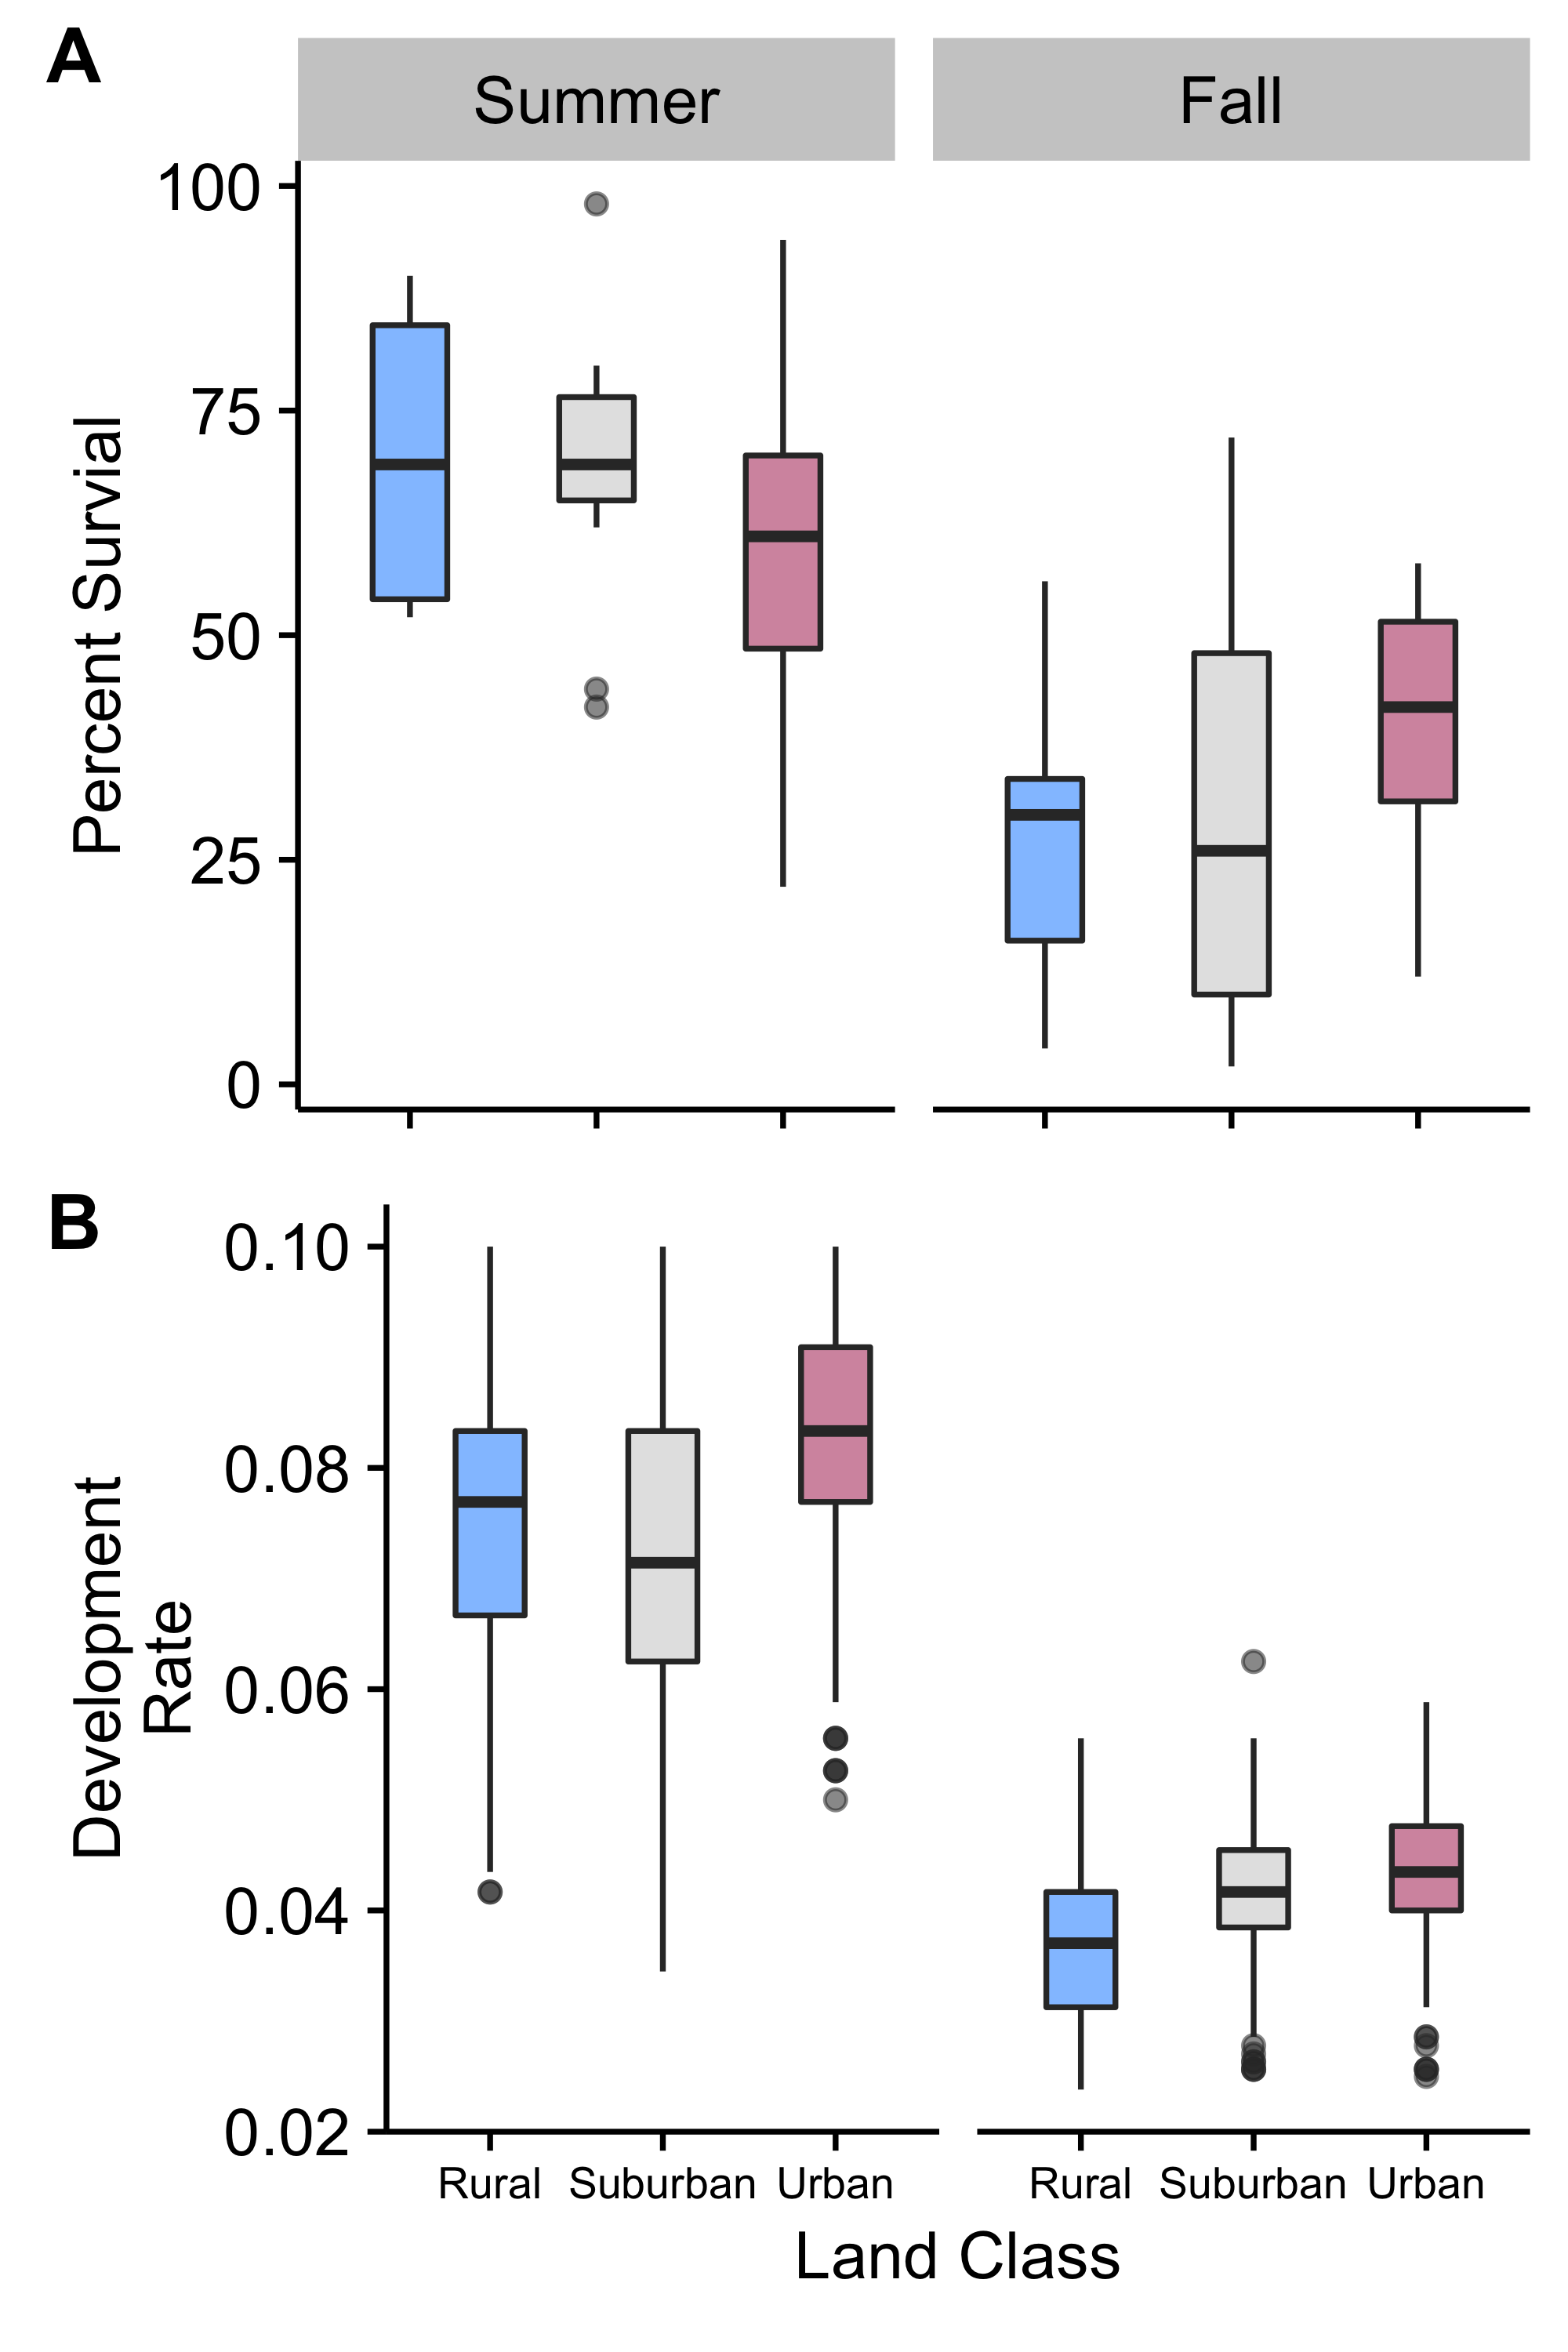 A
Summer
Fall
100
75
50
25
0
Percent Survial
B
0.10
0.08
0.06
0.04
0.02
Development
Rate
Rural Suburban Urban
Rural Suburban Urban
Land Class